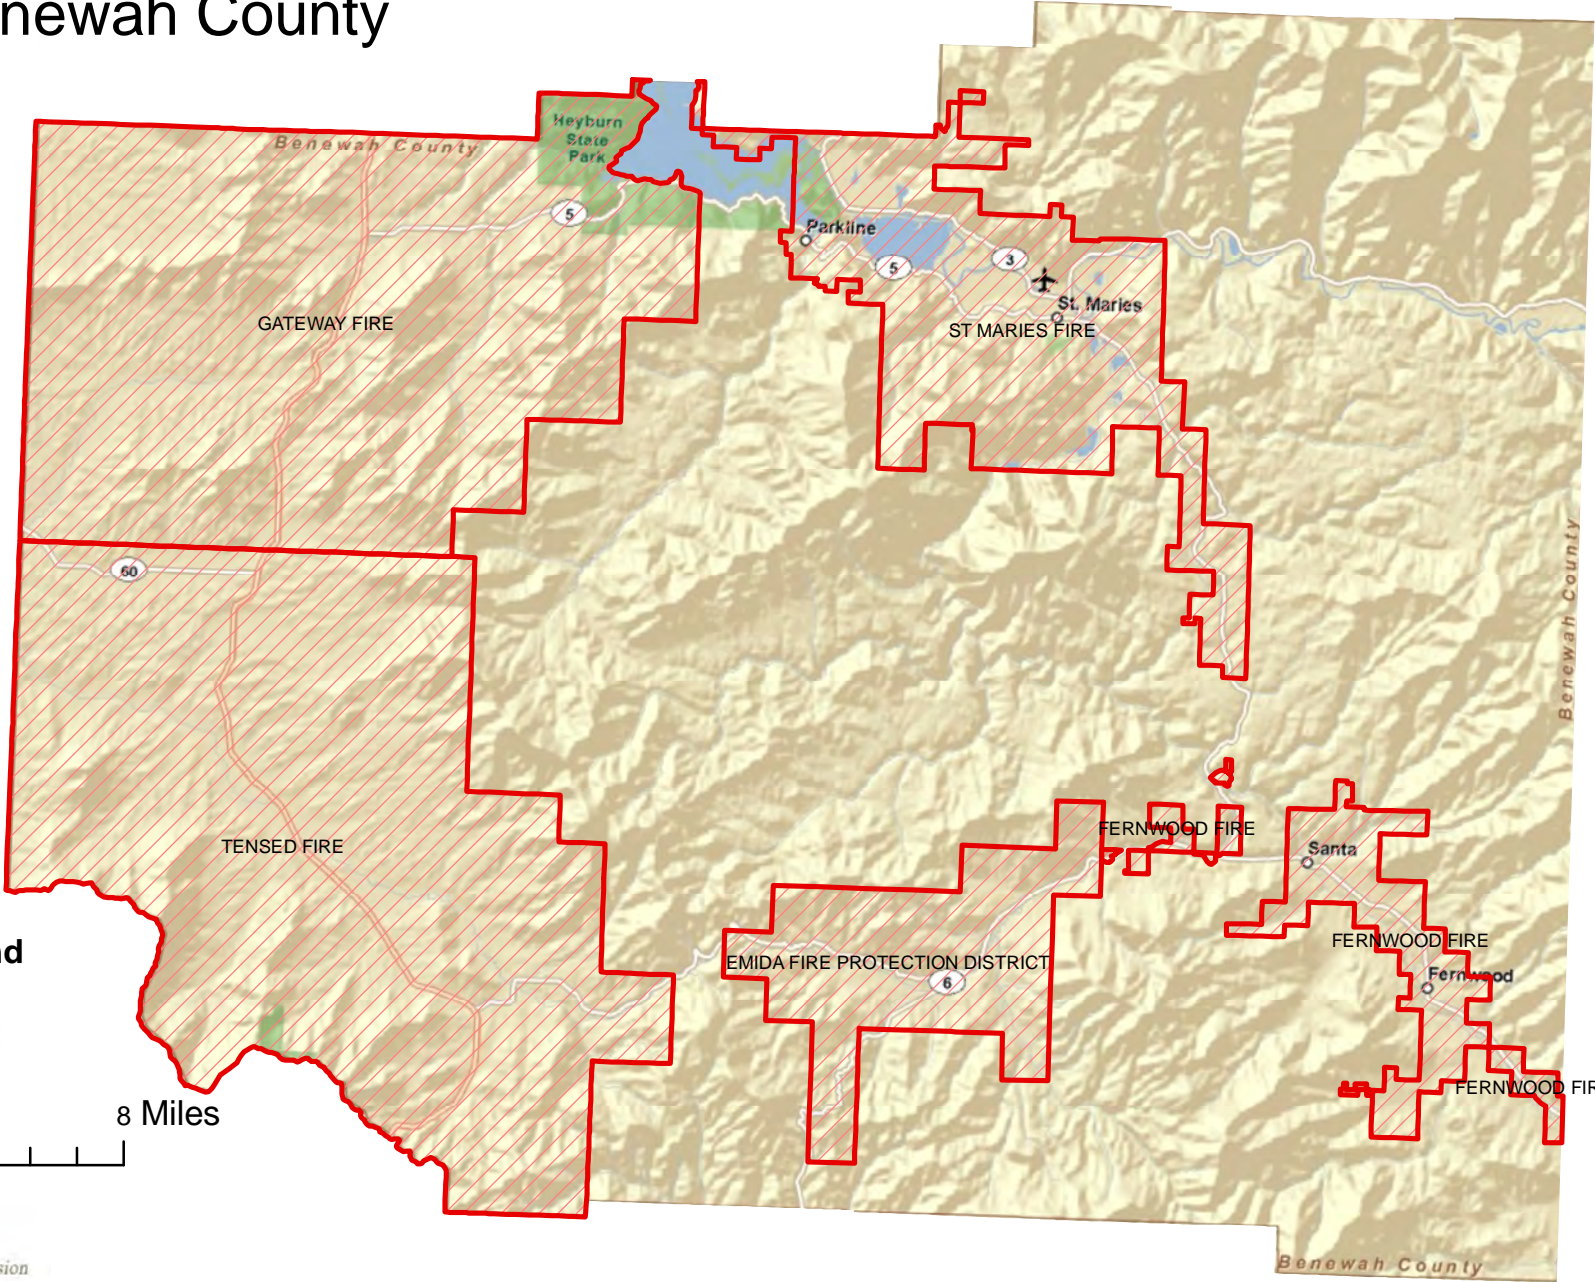 newah County
Heyburn
State
Park
Benewah County
5
Parkline
5
3
St. Maries
GATEWAY FIRE
ST MARIES FIRE
60
Benewah County
TENSED FIRE
FERNWOOD FIRE
Santa
nd
FERNWOOD FIRE
EMIDA FIRE PROTECTION DISTRICT
6
Fernwood
FERNWOOD FIR
8 Miles
sion
Benewah County